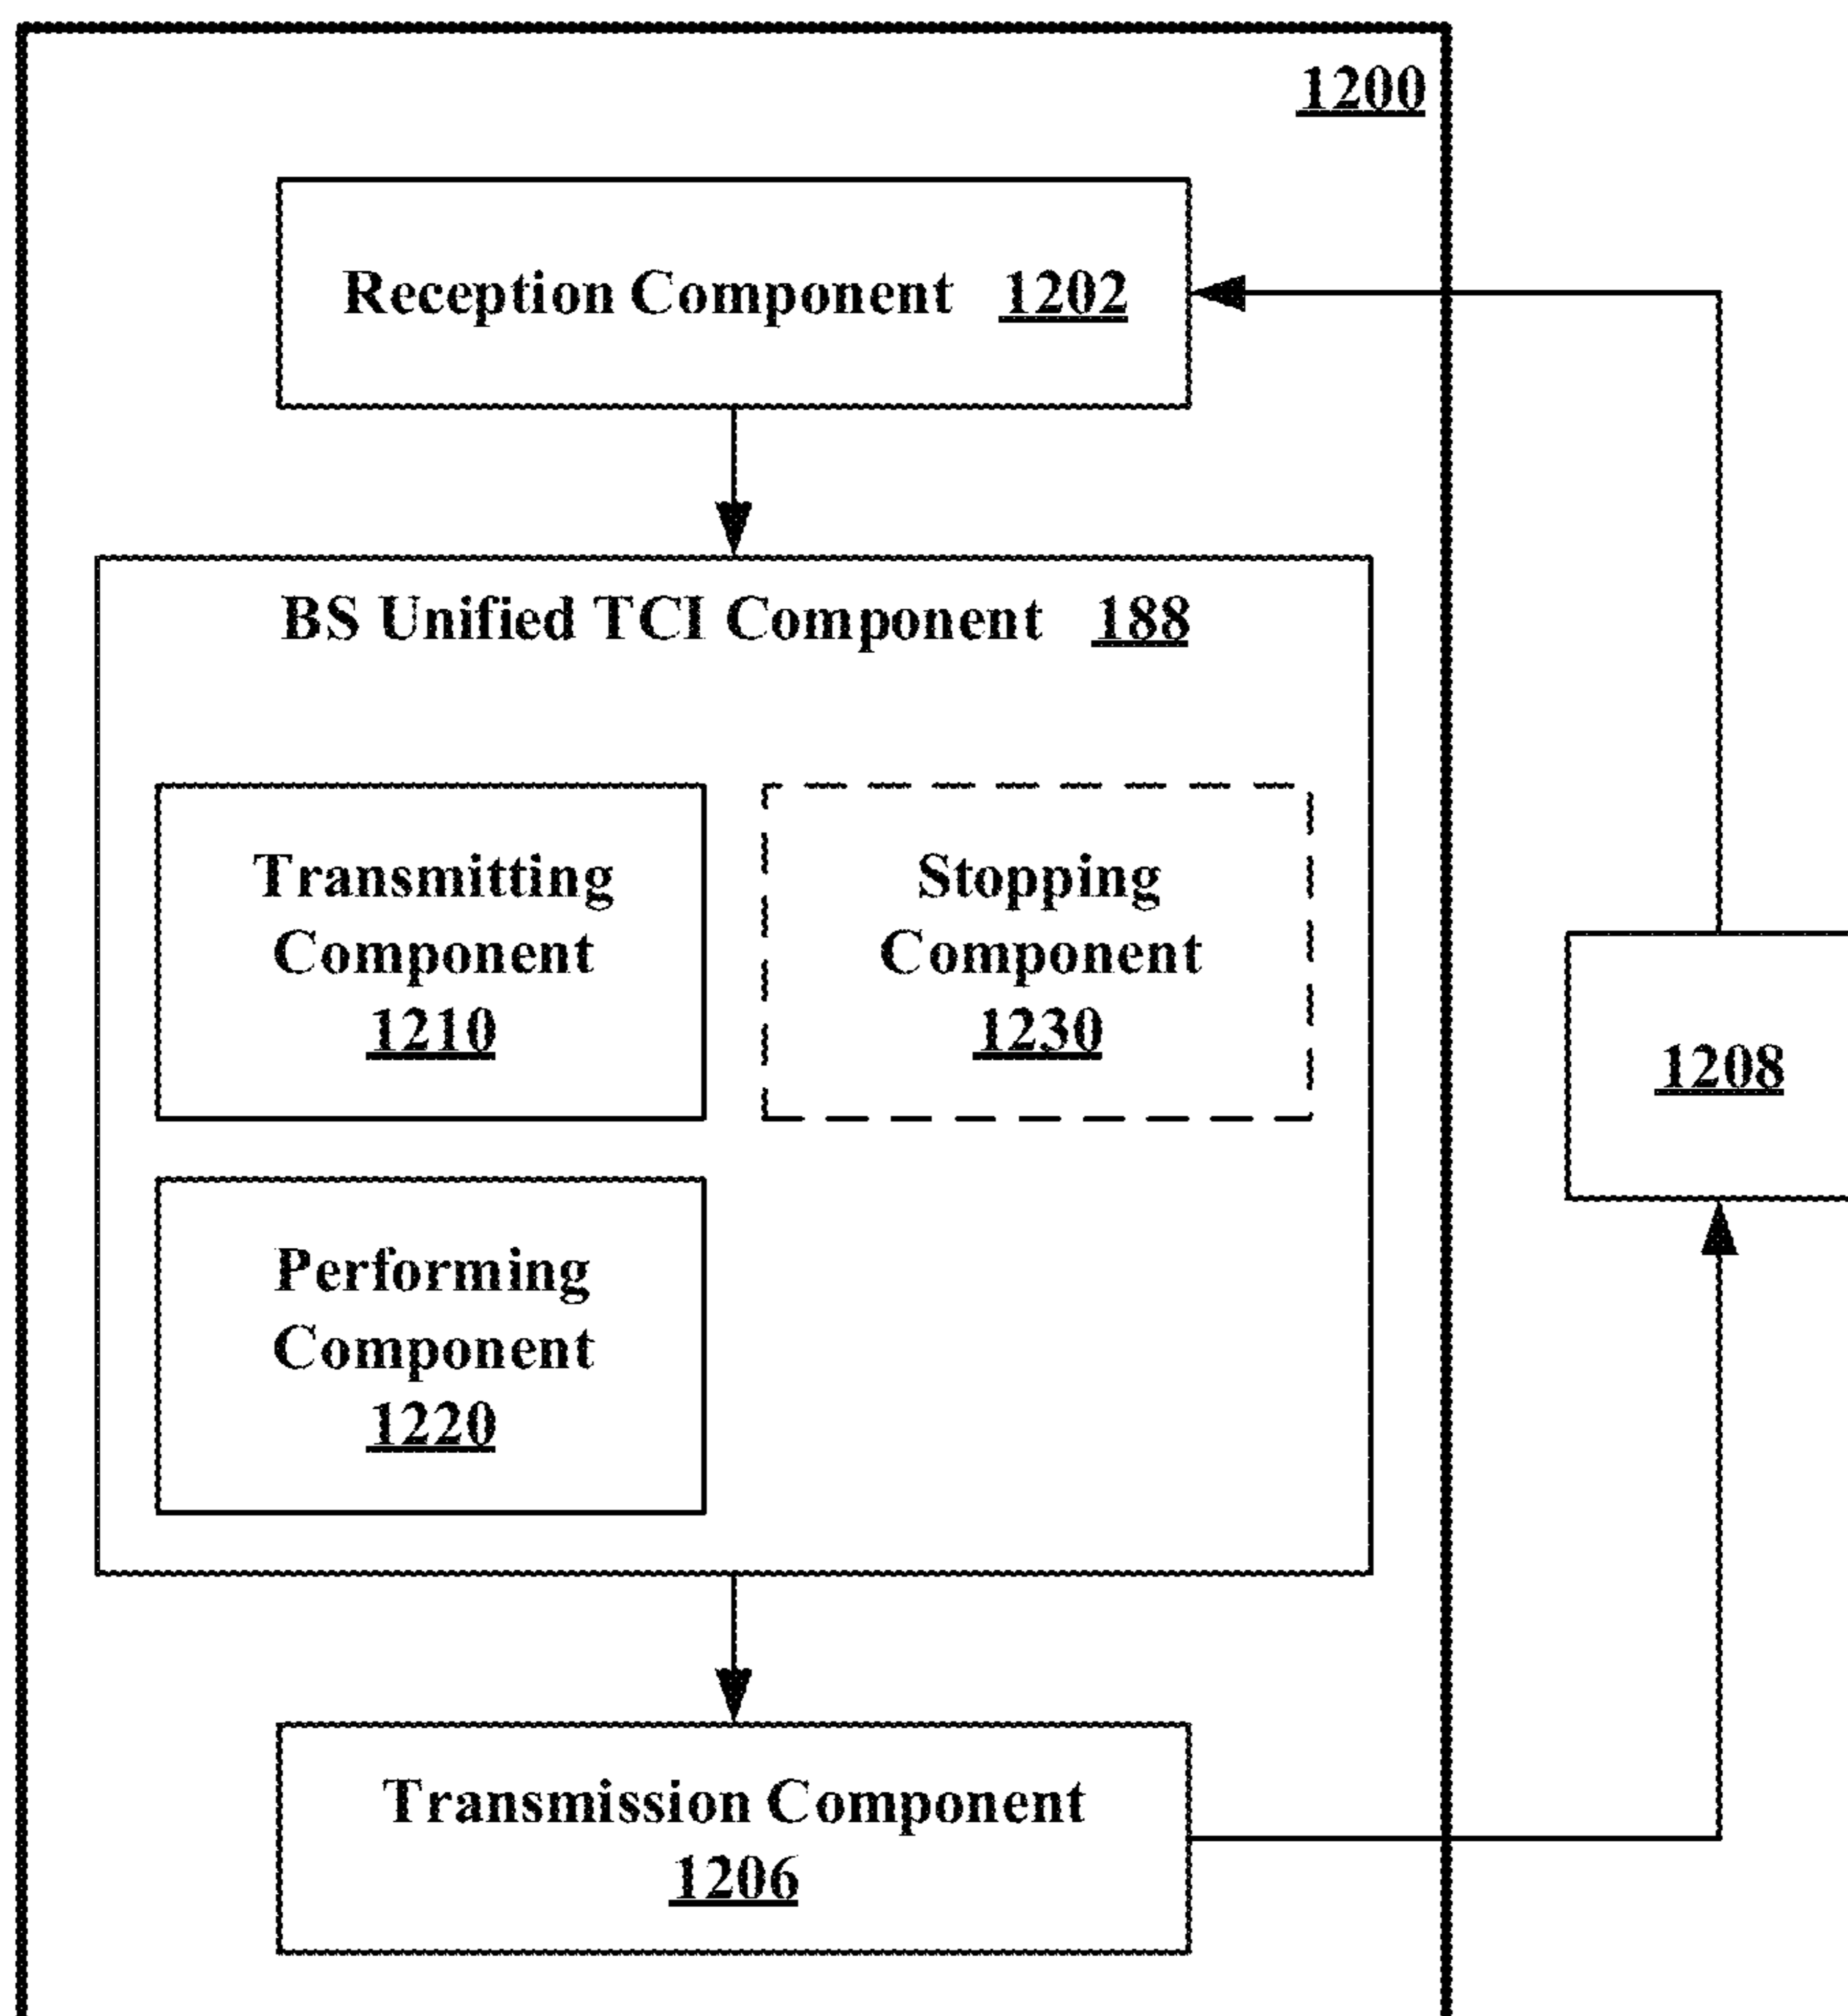 1200
Reception Component 1202
BS Unified TCI Component 188
Transmitting
Component
1210
Stopping
Component
1230
Performing
Component
1220
1208
Transmission Component
1206